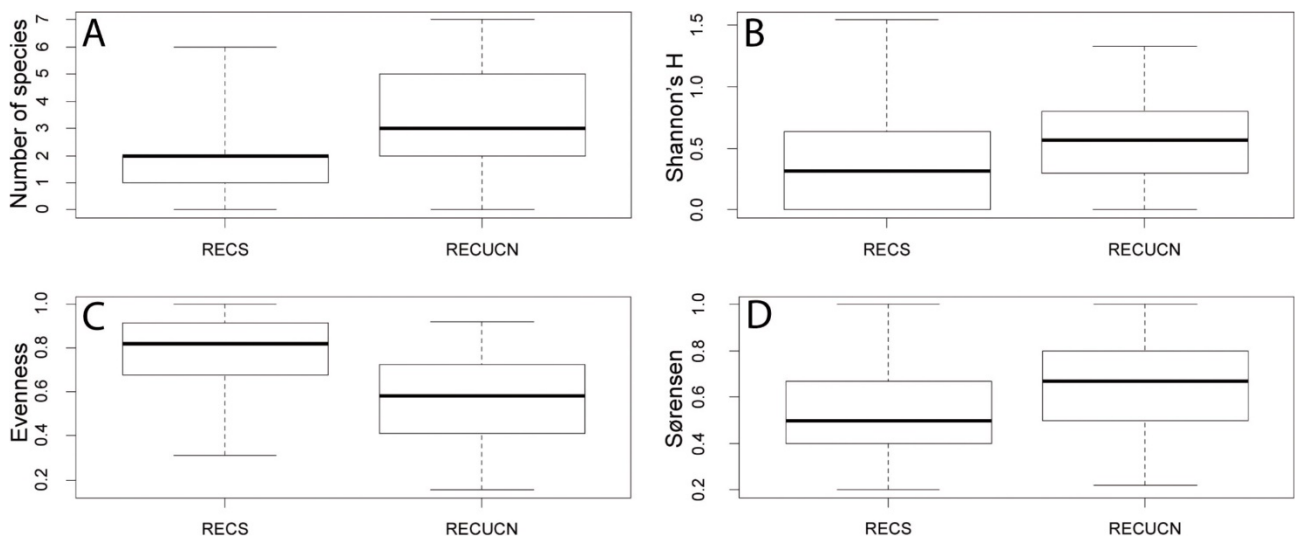 A
Number of species
7
6
5
4
3
2
1
0
RECS
RECUCN
B
Shannon's H
1.5
1.0
0.5
0.0
RECS
RECUCN
C
Evenness
1.0
0.8
0.6
0.4
0.2
RECS
RECUCN
D
Sørensen
1.0
0.8
0.6
0.4
0.2
RECS
RECUCN